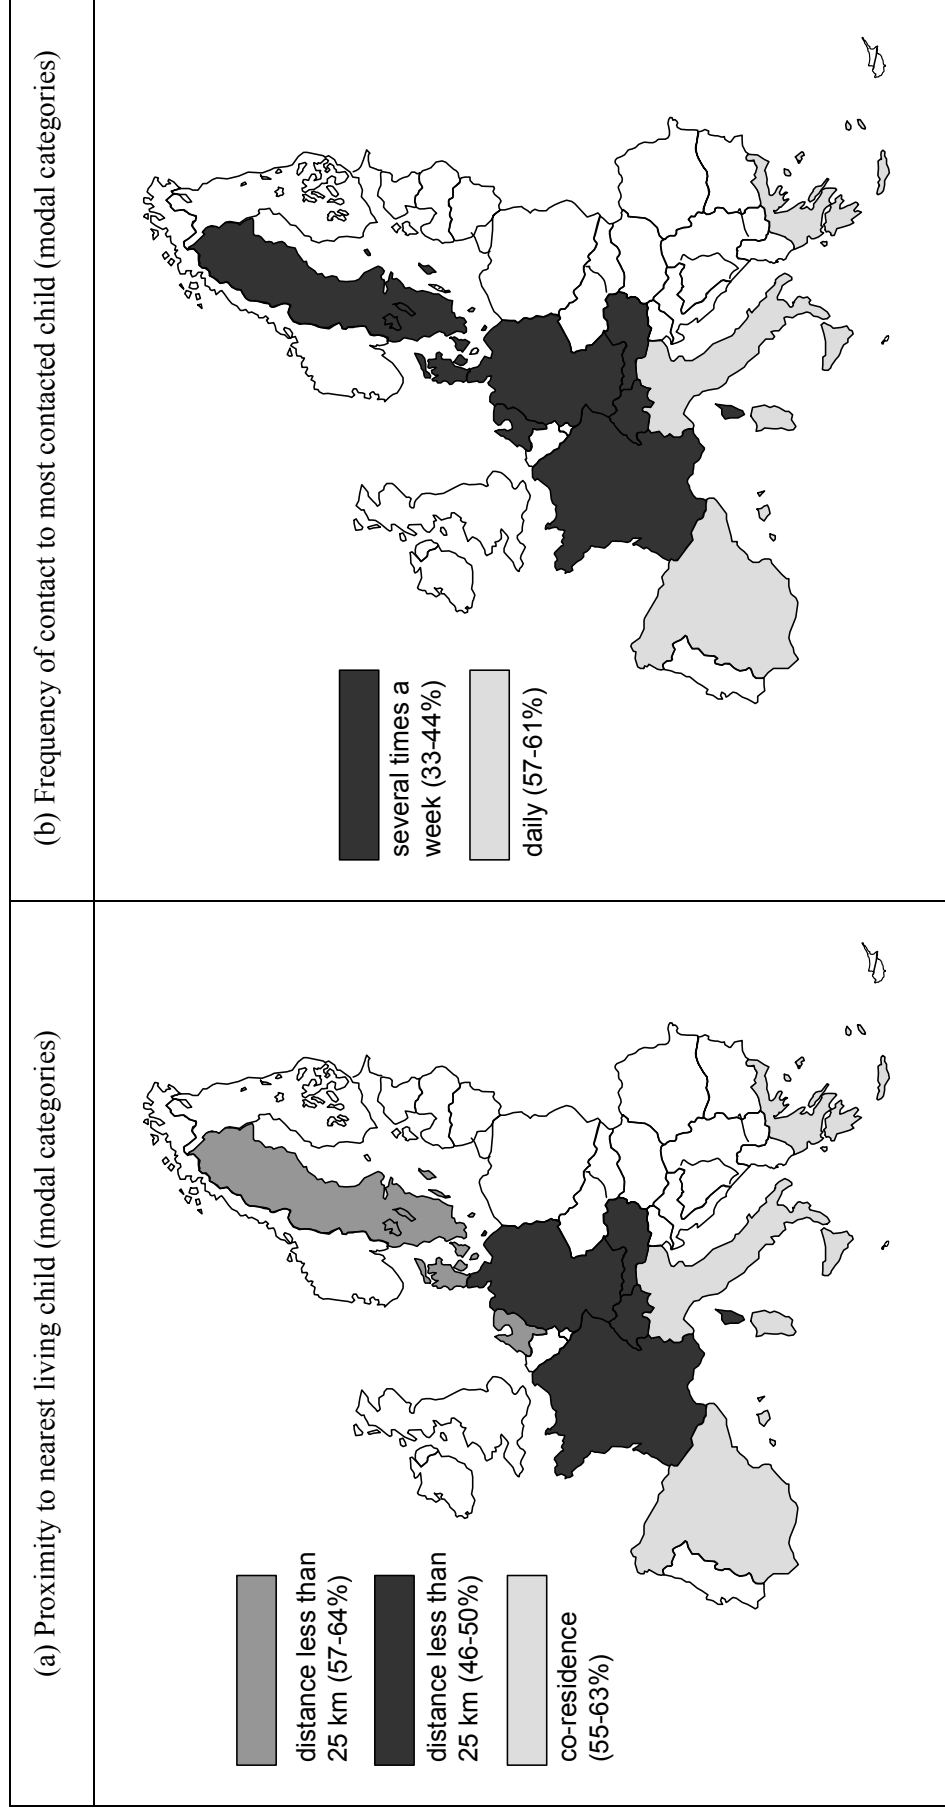 (a) Proximity to nearest living child (modal categories)
distance less than
25 km (57-64%)
distance less than
25 km (46-50%)
co-residence
(55-63%)
(b) Frequency of contact to most contacted child (modal categories)
several times a
week (33-44%)
daily (57-61%)